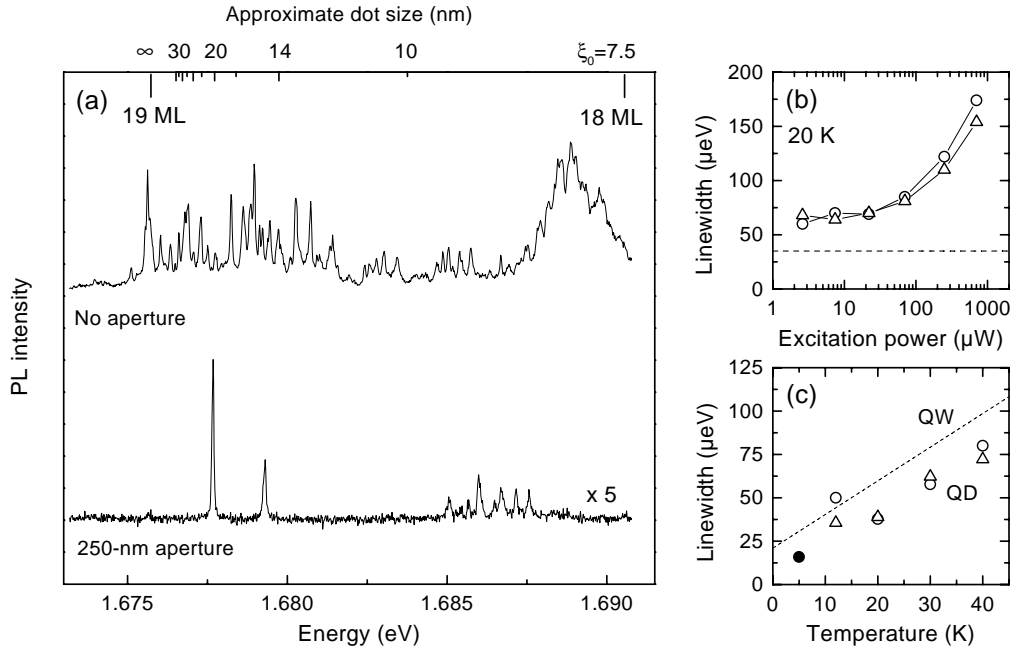 Approximate dot size (nm)
∞ 30 20 14 10 ξ₀=7.5
(a)
19 ML
18 ML
No aperture
x 5
250-nm aperture
PL intensity
1.675 1.680 1.685 1.690
Energy (eV)
(b)
20 K
Linewidth (μeV)
200
150
100
50
0
1 10 100 1000
Excitation power (μW)
(c)
QW
QD
Linewidth (μeV)
125
100
75
50
25
0
0 10 20 30 40
Temperature (K)